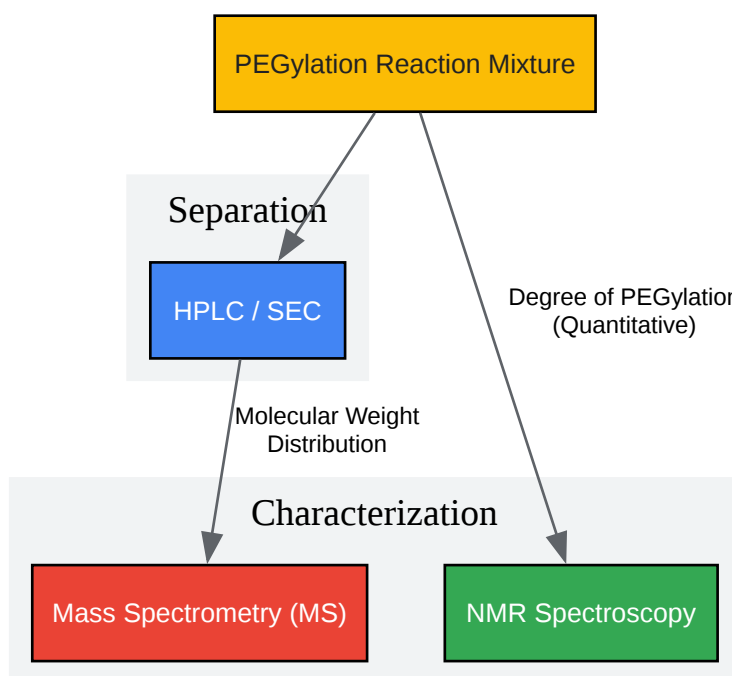 PEGylation Reaction Mixture
Separation
HPLC / SEC
Degree of PEGylation
(Quantitative)
Molecular Weight
Distribution
Characterization
Mass Spectrometry (MS)
NMR Spectroscopy